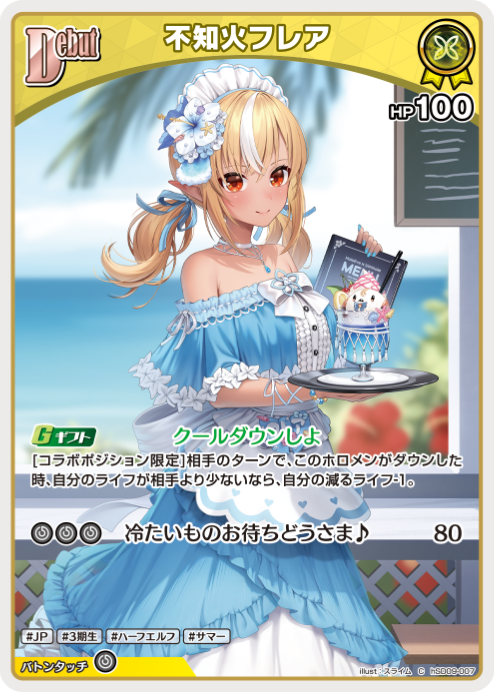 Debut
不知火フレア
HP100
MENU
Gギフト
クールダウンしよ
[コラボポジション限定]相手のターンで、このホロメンがダウンした
時、自分のライフが相手より少ないなら、自分の減るライフ-1。
冷たいもののお待ちどうさま♪ 80
#JP #3期生 #ハーフエルフ #サマー
バトンタッチ
illust:スライム C hSD09-007